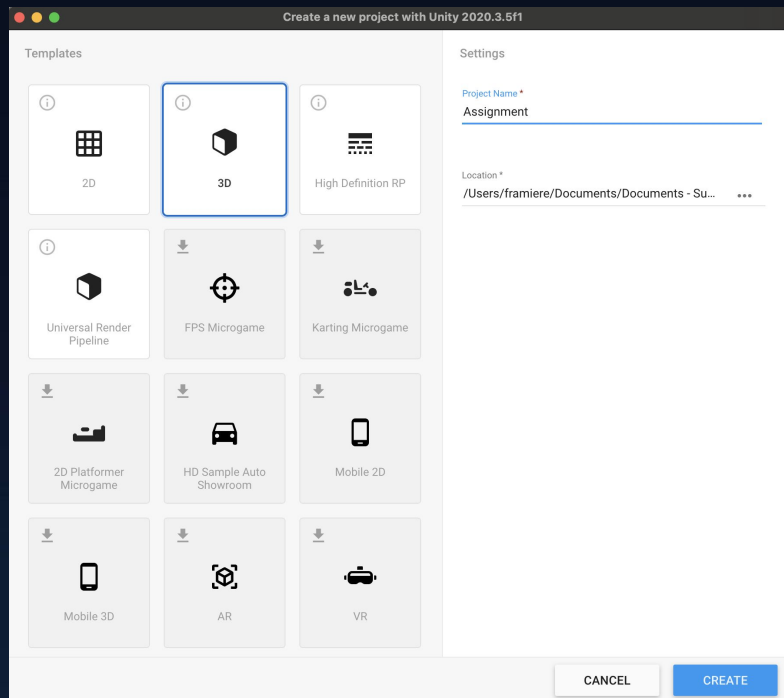 Create a new project with Unity 2020.3.5f1
Templates
Settings
2D
3D
High Definition RP
Universal Render
Pipeline
FPS Microgame
Karting Microgame
2D Platformer
Microgame
HD Sample Auto
Showroom
Mobile 2D
Mobile 3D
AR
VR
Project Name *
Assignment
Location *
/Users/framiere/Documents/Documents - Su...
CANCEL
CREATE